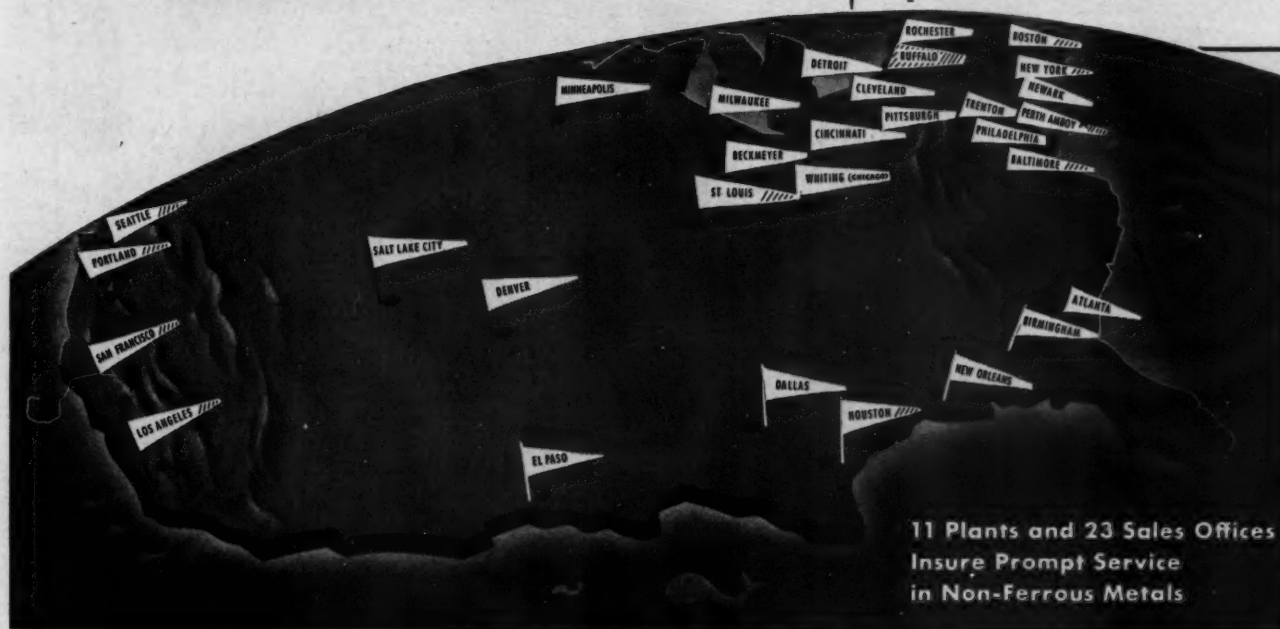 ROCHESTER
BOSTON
BUFFALO
DETROIT
NEW YORK
MINNEAPOLIS
CLEVELAND
NEWARK
MILWAUKEE
TRENTON
PITTSBURGH
PERTH AMBOY
CINCINNATI
PHILADELPHIA
BECKMEYER
BALTIMORE
WHITING (CHICAGO)
ST LOUIS
SEATTLE
PORTLAND
SALT LAKE CITY
DENVER
ATLANTA
BIRMINGHAM
SAN FRANCISCO
NEW ORLEANS
DALLAS
HOUSTON
LOS ANGELES
EL PASO
11 Plants and 23 Sales Offices
Insure Prompt Service
in Non-Ferrous Metals